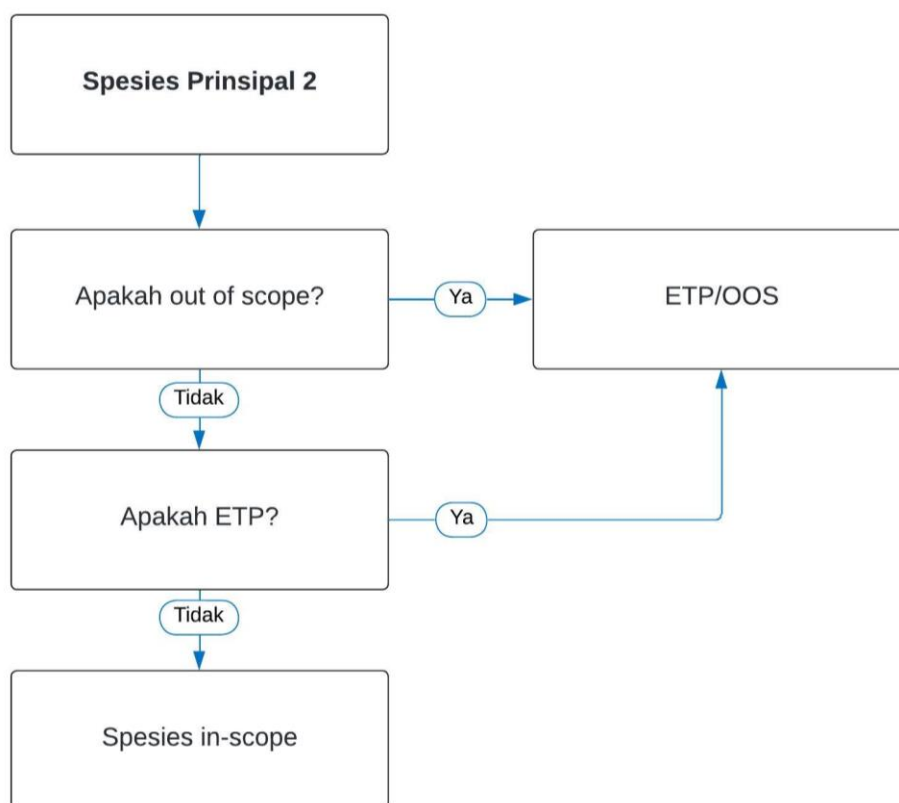 Spesies Prinsipal 2
Apakah out of scope?
Ya
ETP/OOS
Tidak
Apakah ETP?
Ya
Tidak
Spesies in-scope